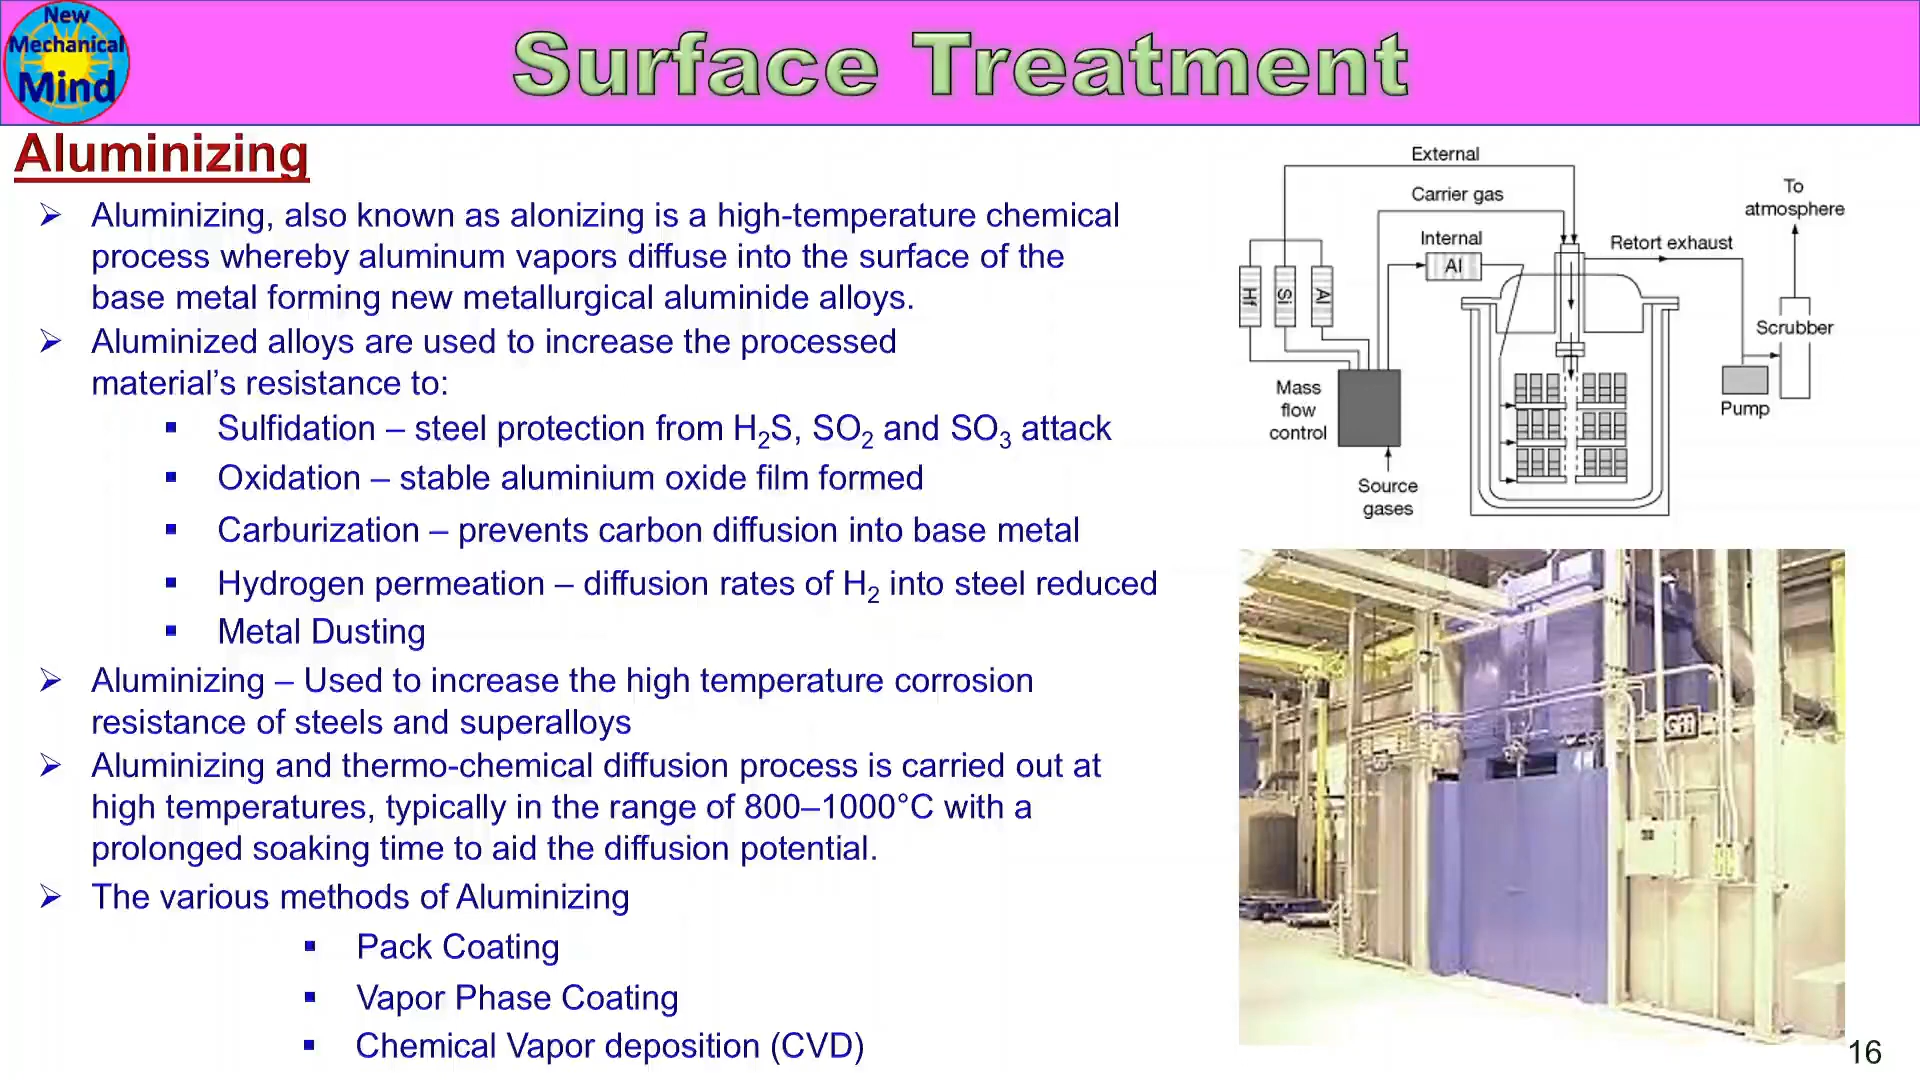 New
Mechanical
Mind
Surface Treatment
Aluminizing
➢ Aluminizing, also known as alonizing is a high-temperature chemical
process whereby aluminum vapors diffuse into the surface of the
base metal forming new metallurgical aluminide alloys.
➢ Aluminized alloys are used to increase the processed
material’s resistance to:
▪ Sulfidation – steel protection from H₂S, SO₂ and SO₃ attack
▪ Oxidation – stable aluminium oxide film formed
▪ Carburization – prevents carbon diffusion into base metal
▪ Hydrogen permeation – diffusion rates of H₂ into steel reduced
▪ Metal Dusting
➢ Aluminizing – Used to increase the high temperature corrosion
resistance of steels and superalloys
➢ Aluminizing and thermo-chemical diffusion process is carried out at
high temperatures, typically in the range of 800–1000°C with a
prolonged soaking time to aid the diffusion potential.
➢ The various methods of Aluminizing
▪ Pack Coating
▪ Vapor Phase Coating
▪ Chemical Vapor deposition (CVD)
External
Carrier gas
Internal
Al
Hf
Si
Al
Retort exhaust
To
atmosphere
Scrubber
Pump
Mass
flow
control
Source
gases
16